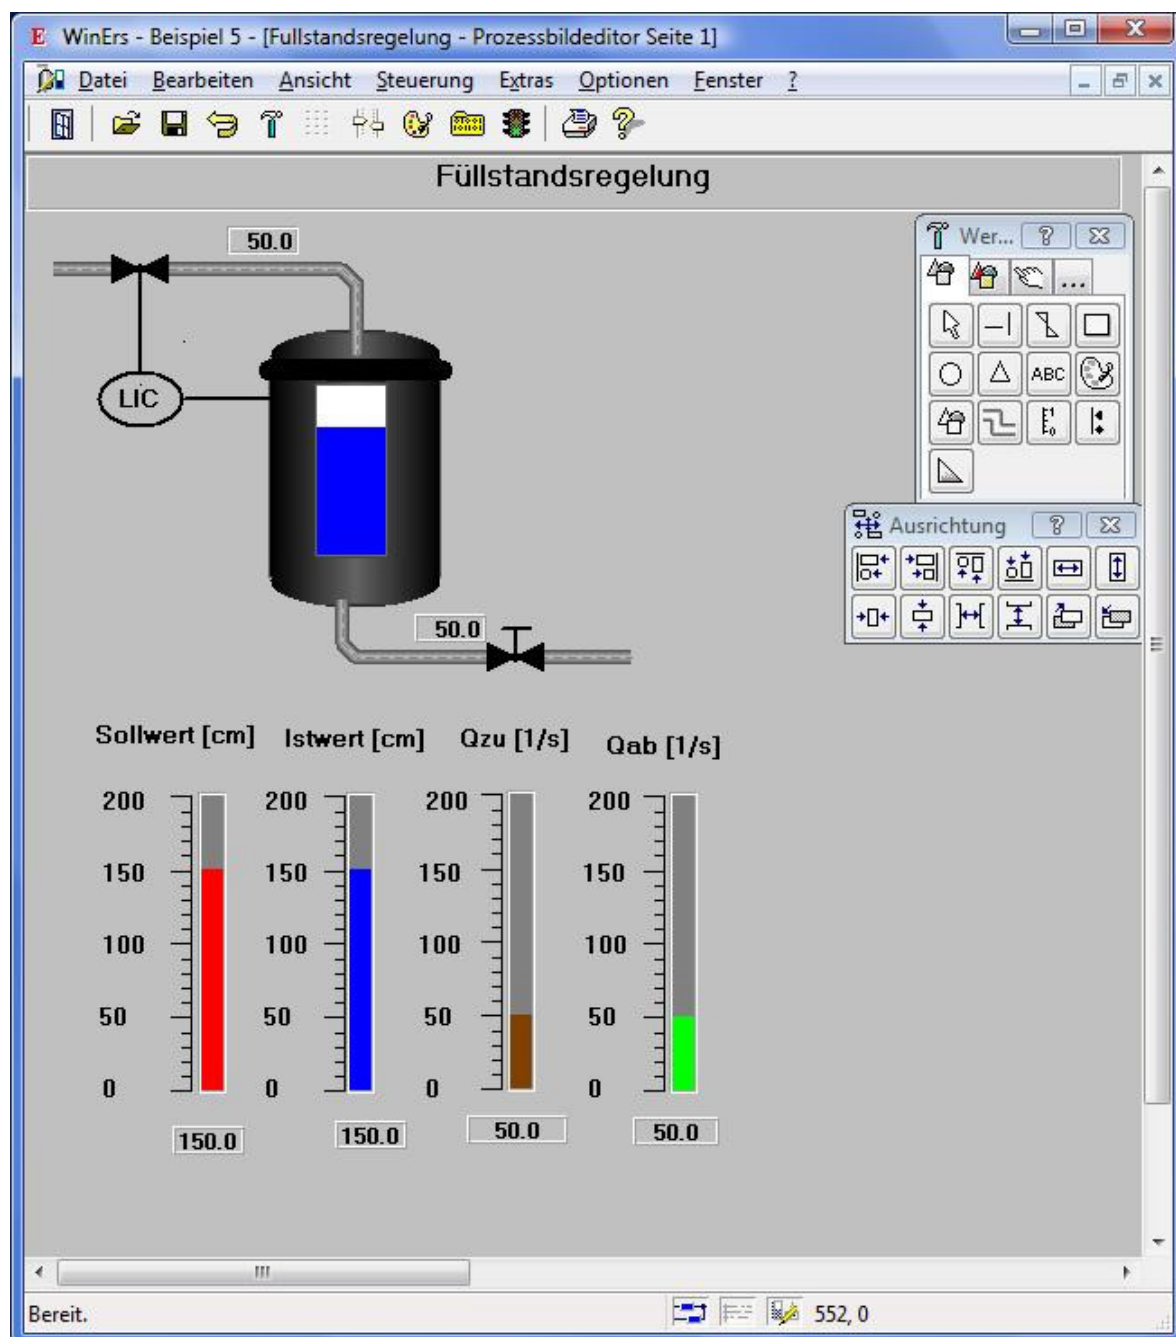 E WinErs - Beispiel 5 - [Fullstandsregelung - Prozessbildeditor Seite 1]
Datei Bearbeiten Ansicht Steuerung Extras Optionen Fenster ?
Füllstandsregelung
50.0
Wer...
...
ABC
LIC
Ausrichtung
50.0
Sollwert [cm] Istwert [cm] Qzu [1/s] Qab [1/s]
200 200 200 200
150 150 150 150
100 100 100 100
50 50 50 50
0 0 0 0
150.0 150.0 50.0 50.0
Bereit. 552, 0